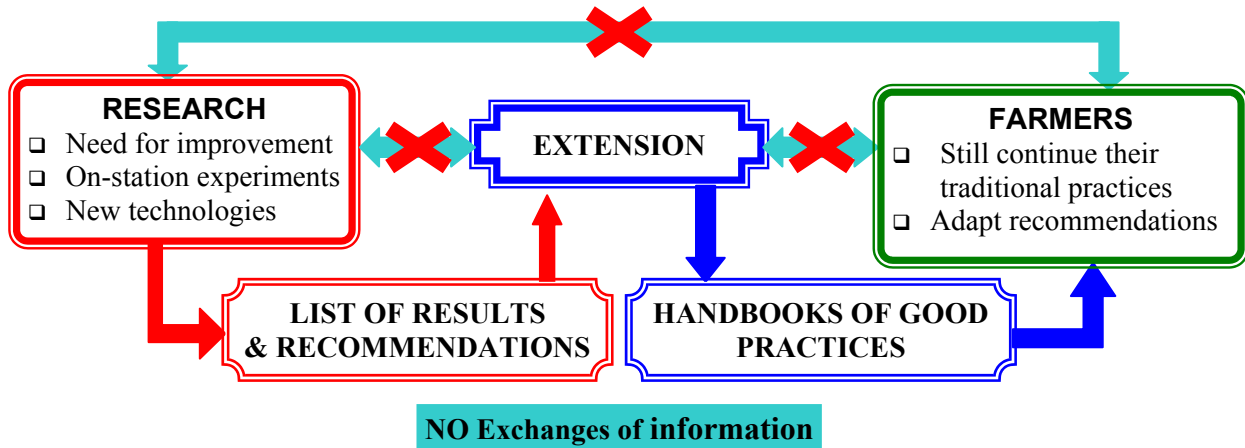 RESEARCH
❑ Need for improvement
❑ On-station experiments
❑ New technologies
EXTENSION
FARMERS
❑ Still continue their
traditional practices
❑ Adapt recommendations
LIST OF RESULTS
& RECOMMENDATIONS
HANDBOOKS OF GOOD
PRACTICES
NO Exchanges of information